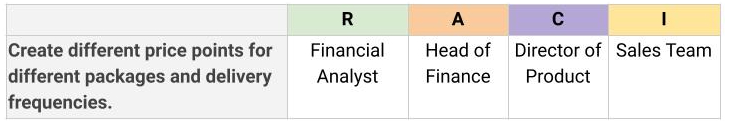 R A C I
Create different price points for different packages and delivery frequencies.
Financial Analyst
Head of Finance
Director of Product
Sales Team